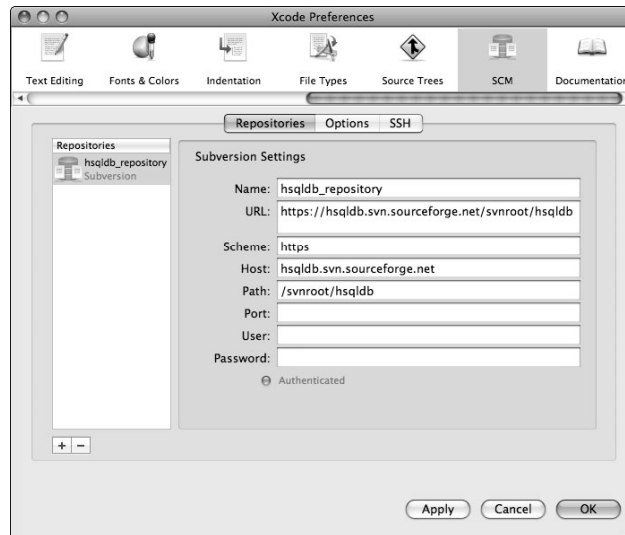 Xcode Preferences
Text Editing Fonts & Colors Indentation File Types Source Trees SCM Documentation
Repositories Options SSH
Repositories
hsqldb_repository
Subversion
Subversion Settings
Name: hsqldb_repository
URL: https://hsqldb.svn.sourceforge.net/svnroot/hsqldb
Scheme: https
Host: hsqldb.svn.sourceforge.net
Path: /svnroot/hsqldb
Port:
User:
Password:
Authenticated
+ −
Apply Cancel OK